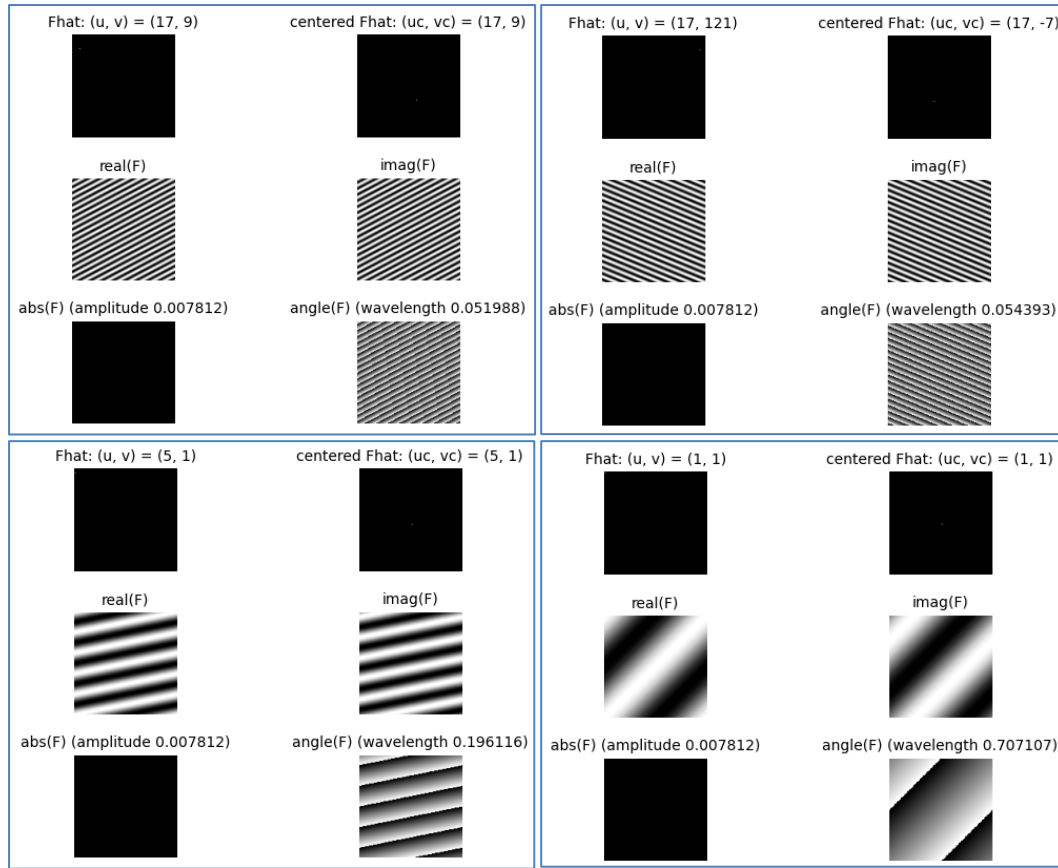 Fhat: (u, v) = (17, 9)
centered Fhat: (uc, vc) = (17, 9)
real(F)
imag(F)
abs(F) (amplitude 0.007812)
angle(F) (wavelength 0.051988)
Fhat: (u, v) = (17, 121)
centered Fhat: (uc, vc) = (17, -7)
real(F)
imag(F)
abs(F) (amplitude 0.007812)
angle(F) (wavelength 0.054393)
Fhat: (u, v) = (5, 1)
centered Fhat: (uc, vc) = (5, 1)
real(F)
imag(F)
abs(F) (amplitude 0.007812)
angle(F) (wavelength 0.196116)
Fhat: (u, v) = (1, 1)
centered Fhat: (uc, vc) = (1, 1)
real(F)
imag(F)
abs(F) (amplitude 0.007812)
angle(F) (wavelength 0.707107)